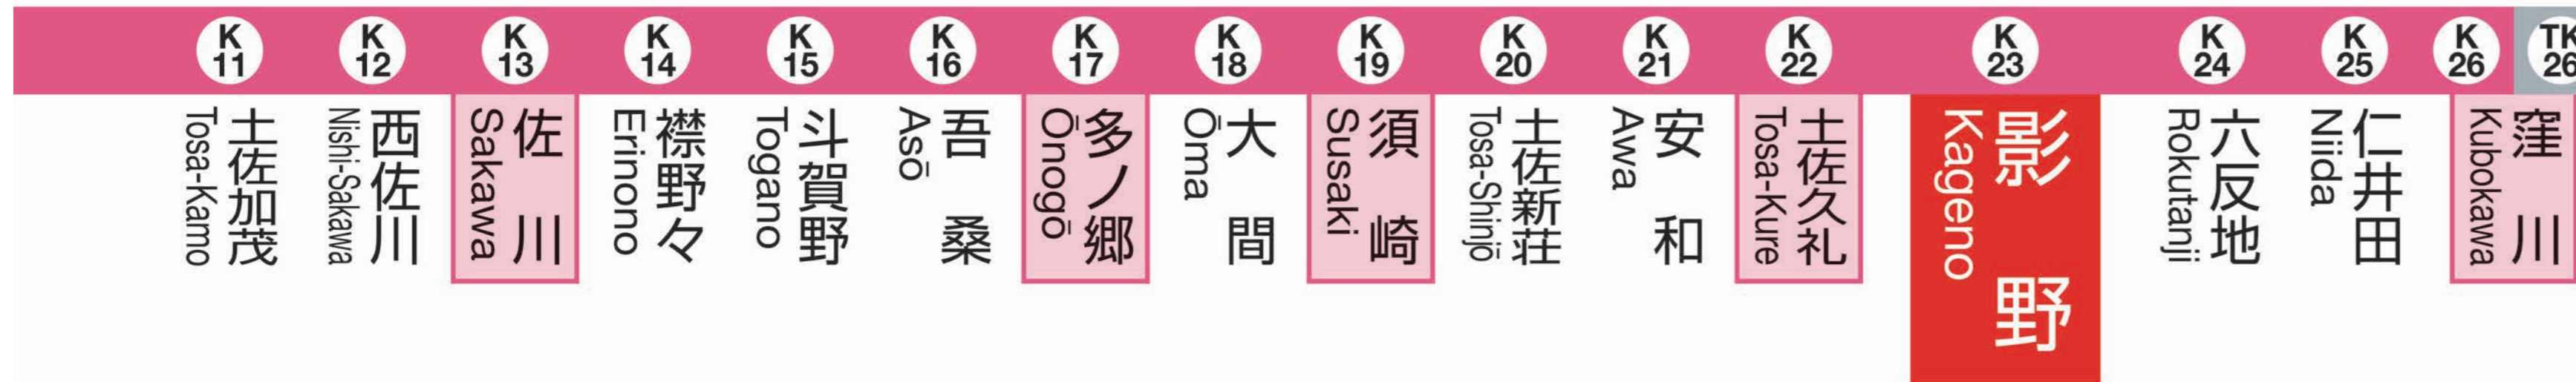 K 11
土佐加茂
Tosa-Kamo
K 12
西佐川
Nishi-Sakawa
K 13
佐川
Sakawa
K 14
襟野々
Erinono
K 15
斗賀野
Togano
K 16
吾桑
Asō
K 17
多ノ郷
Ōnogō
K 18
大間
Ōma
K 19
須崎
Susaki
K 20
土佐新荘
Tosa-Shinjō
K 21
安和
Awa
K 22
土佐久礼
Tosa-Kure
K 23
影野
Kageno
K 24
六反地
Rokutanji
K 25
仁井田
Niida
K 26
TK 26
窪川
Kubokawa